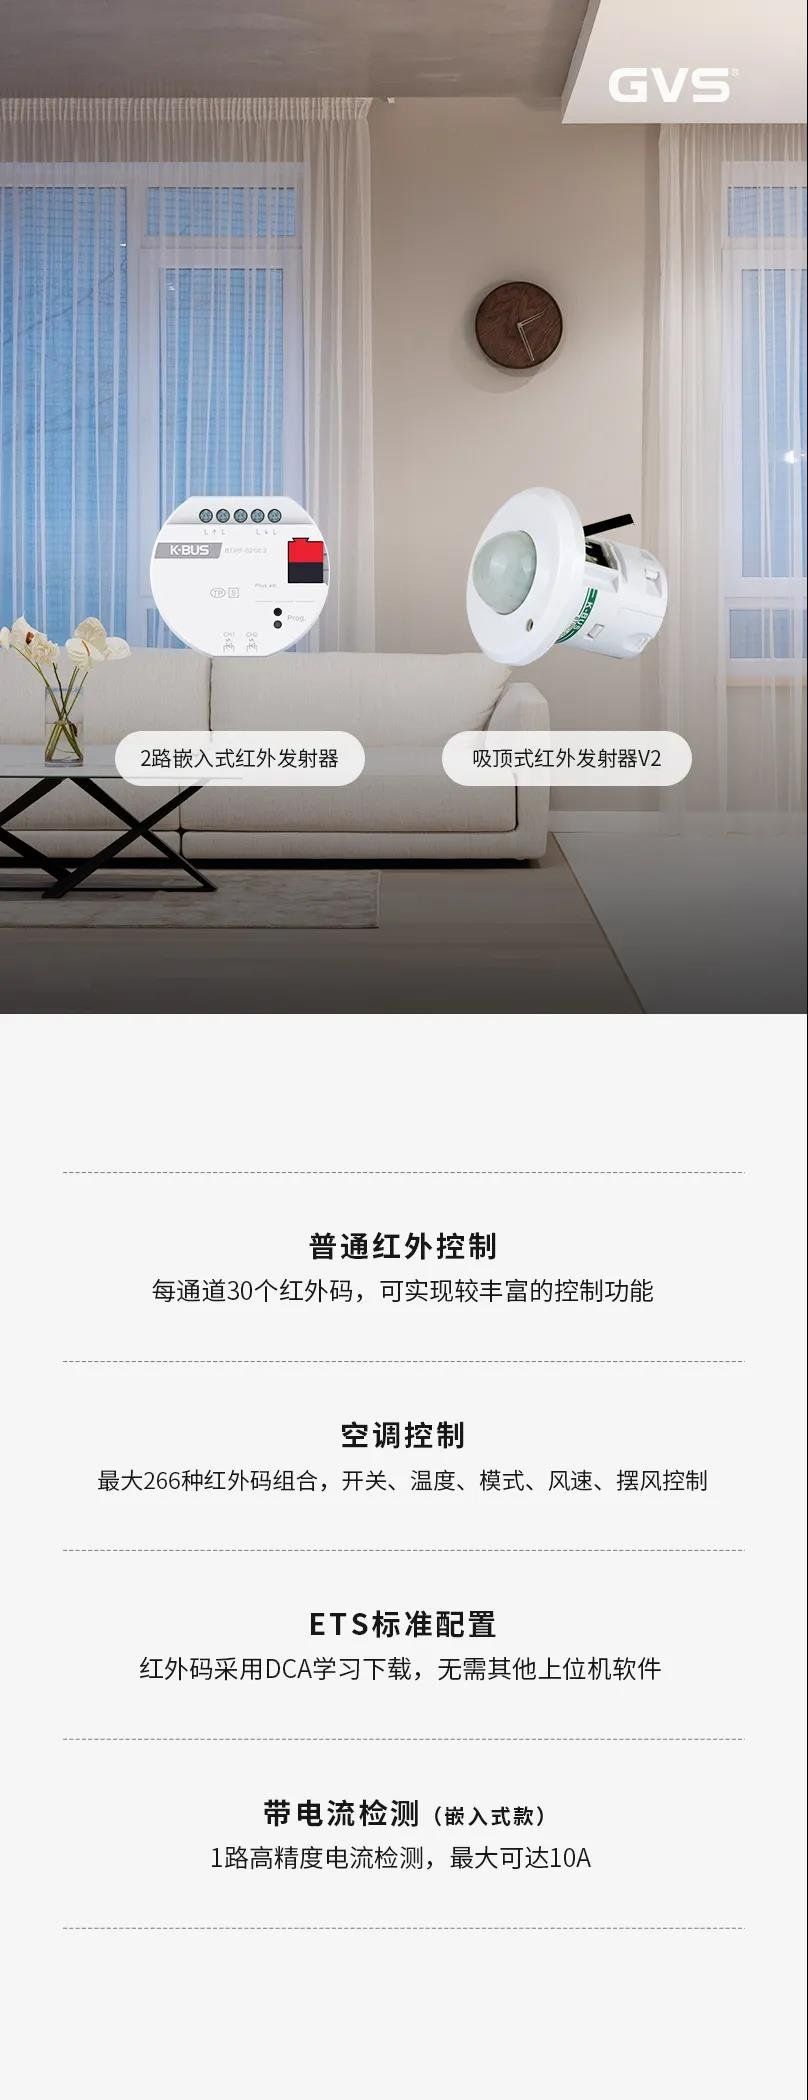 GVS®
L ↑ L
K-BUS
TP
Prog.
CH1 CH2
K-BUS
2路嵌入式红外发射器
吸顶式红外发射器V2
普通红外控制
每通道30个红外码，可实现较丰富的控制功能
空调控制
最大266种红外码组合，开关、温度、模式、风速、摆风控制
ETS标准配置
红外码采用DCA学习下载，无需其他上位机软件
带电流检测（嵌入式款）
1路高精度电流检测，最大可达10A